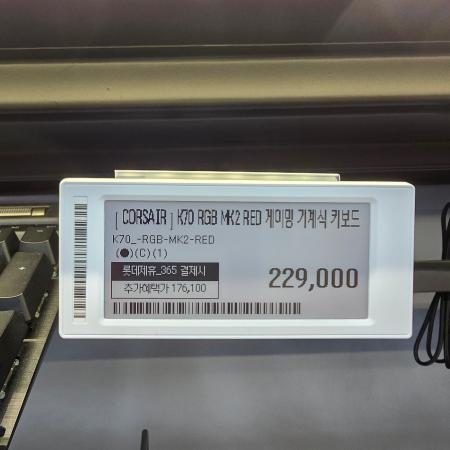 [ CORSAIR ] K70 RGB MK2 RED 게이밍 기계식 키보드
K70_-RGB-MK2-RED
(●)(C)(1)
롯데제휴_365 결제시
추가혜택가 176,100
229,000